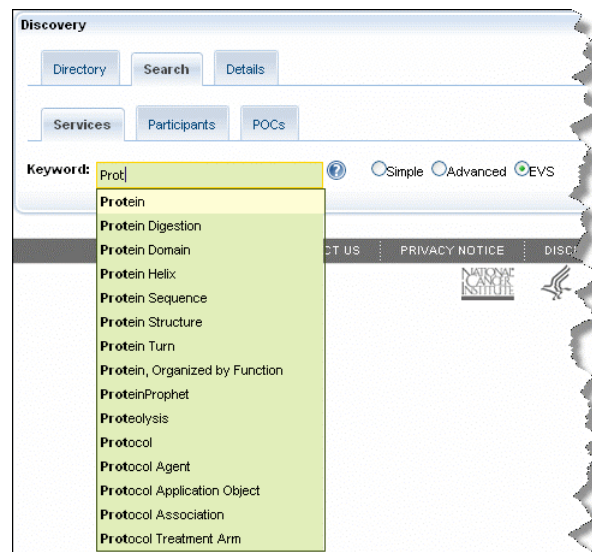 Discovery
Directory Search Details
Services Participants POCs
Keyword: Prot ? Simple Advanced EVS
Protein
Protein Digestion
Protein Domain CT US PRIVACY NOTICE DISC
Protein Helix NATIONAL CANCER INSTITUTE
Protein Sequence
Protein Structure
Protein Turn
Protein, Organized by Function
ProteinProphet
Proteolysis
Protocol
Protocol Agent
Protocol Application Object
Protocol Association
Protocol Treatment Arm